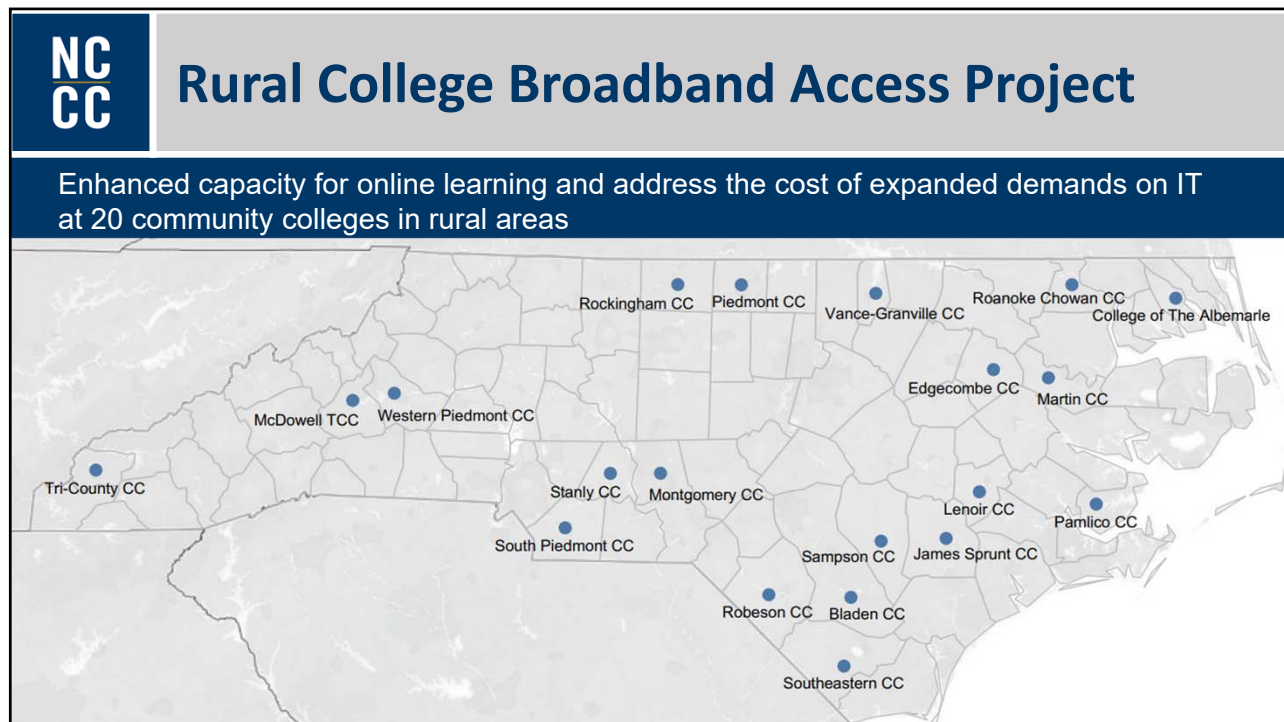 NC
CC
Rural College Broadband Access Project
Enhanced capacity for online learning and address the cost of expanded demands on IT
at 20 community colleges in rural areas
Rockingham CC
Piedmont CC
Vance-Granville CC
Roanoke Chowan CC
College of The Albemarle
Edgecombe CC
Martin CC
McDowell TCC
Western Piedmont CC
Tri-County CC
Stanly CC
Montgomery CC
Lenoir CC
Pamlico CC
South Piedmont CC
Sampson CC
James Sprunt CC
Robeson CC
Bladen CC
Southeastern CC